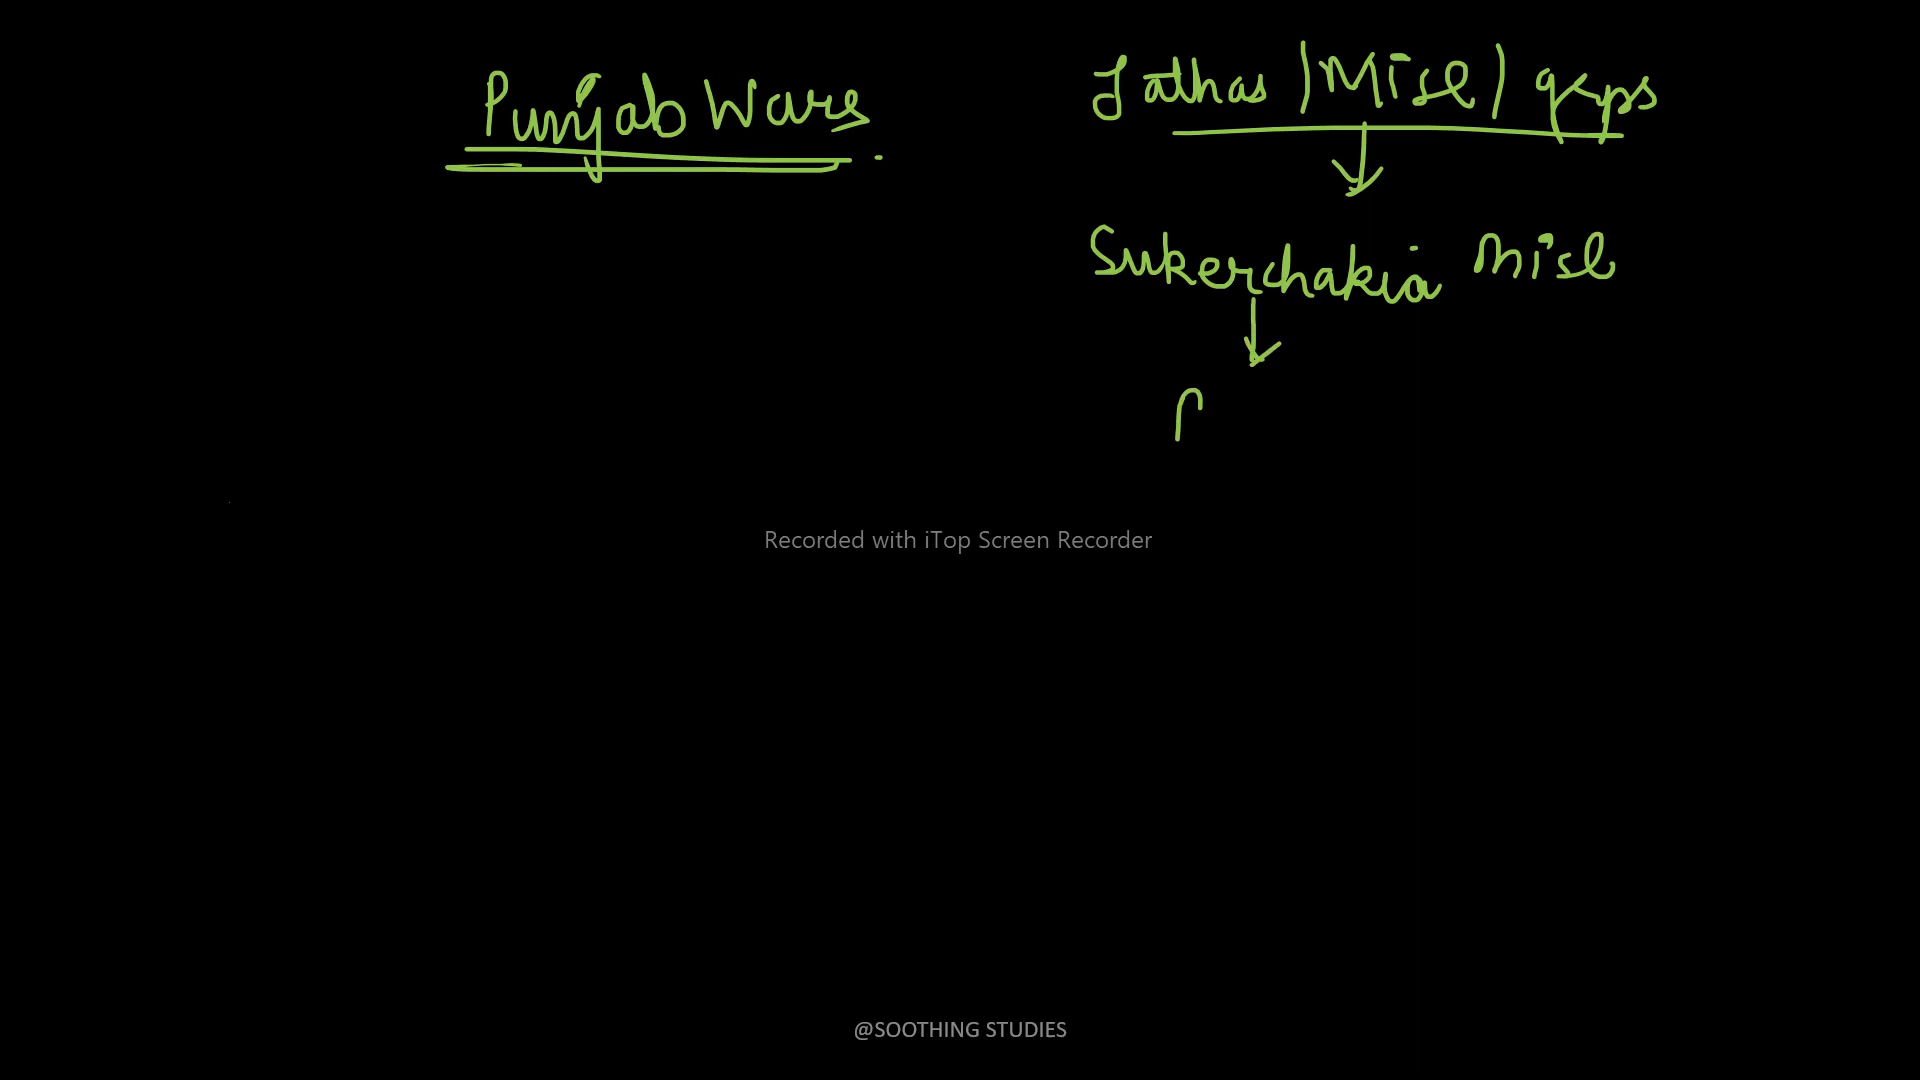 Punjab Wars
Jathas / Misl / grps
Sukerchakia Misl
Recorded with iTop Screen Recorder
@SOOTHING STUDIES